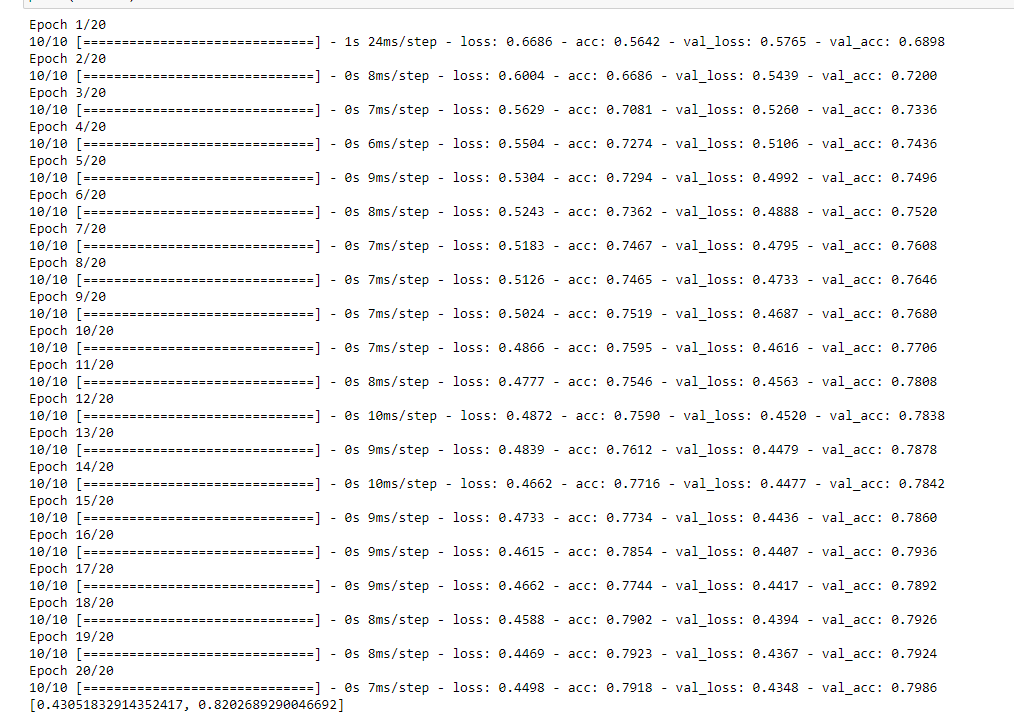 Epoch 1/20
10/10 [==============================] - 1s 24ms/step - loss: 0.6686 - acc: 0.5642 - val_loss: 0.5765 - val_acc: 0.6898
Epoch 2/20
10/10 [==============================] - 0s 8ms/step - loss: 0.6004 - acc: 0.6686 - val_loss: 0.5439 - val_acc: 0.7200
Epoch 3/20
10/10 [==============================] - 0s 7ms/step - loss: 0.5629 - acc: 0.7081 - val_loss: 0.5260 - val_acc: 0.7336
Epoch 4/20
10/10 [==============================] - 0s 6ms/step - loss: 0.5504 - acc: 0.7274 - val_loss: 0.5106 - val_acc: 0.7436
Epoch 5/20
10/10 [==============================] - 0s 9ms/step - loss: 0.5304 - acc: 0.7294 - val_loss: 0.4992 - val_acc: 0.7496
Epoch 6/20
10/10 [==============================] - 0s 8ms/step - loss: 0.5243 - acc: 0.7362 - val_loss: 0.4888 - val_acc: 0.7520
Epoch 7/20
10/10 [==============================] - 0s 7ms/step - loss: 0.5183 - acc: 0.7467 - val_loss: 0.4795 - val_acc: 0.7608
Epoch 8/20
10/10 [==============================] - 0s 7ms/step - loss: 0.5126 - acc: 0.7465 - val_loss: 0.4733 - val_acc: 0.7646
Epoch 9/20
10/10 [==============================] - 0s 7ms/step - loss: 0.5024 - acc: 0.7519 - val_loss: 0.4687 - val_acc: 0.7680
Epoch 10/20
10/10 [==============================] - 0s 7ms/step - loss: 0.4866 - acc: 0.7595 - val_loss: 0.4616 - val_acc: 0.7706
Epoch 11/20
10/10 [==============================] - 0s 8ms/step - loss: 0.4777 - acc: 0.7546 - val_loss: 0.4563 - val_acc: 0.7808
Epoch 12/20
10/10 [==============================] - 0s 10ms/step - loss: 0.4872 - acc: 0.7590 - val_loss: 0.4520 - val_acc: 0.7838
Epoch 13/20
10/10 [==============================] - 0s 9ms/step - loss: 0.4839 - acc: 0.7612 - val_loss: 0.4479 - val_acc: 0.7878
Epoch 14/20
10/10 [==============================] - 0s 10ms/step - loss: 0.4662 - acc: 0.7716 - val_loss: 0.4477 - val_acc: 0.7842
Epoch 15/20
10/10 [==============================] - 0s 9ms/step - loss: 0.4733 - acc: 0.7734 - val_loss: 0.4436 - val_acc: 0.7860
Epoch 16/20
10/10 [==============================] - 0s 9ms/step - loss: 0.4615 - acc: 0.7854 - val_loss: 0.4407 - val_acc: 0.7936
Epoch 17/20
10/10 [==============================] - 0s 9ms/step - loss: 0.4662 - acc: 0.7744 - val_loss: 0.4417 - val_acc: 0.7892
Epoch 18/20
10/10 [==============================] - 0s 8ms/step - loss: 0.4588 - acc: 0.7902 - val_loss: 0.4394 - val_acc: 0.7926
Epoch 19/20
10/10 [==============================] - 0s 8ms/step - loss: 0.4469 - acc: 0.7923 - val_loss: 0.4367 - val_acc: 0.7924
Epoch 20/20
10/10 [==============================] - 0s 7ms/step - loss: 0.4498 - acc: 0.7918 - val_loss: 0.4348 - val_acc: 0.7986
[0.43051832914352417, 0.8202689290046692]